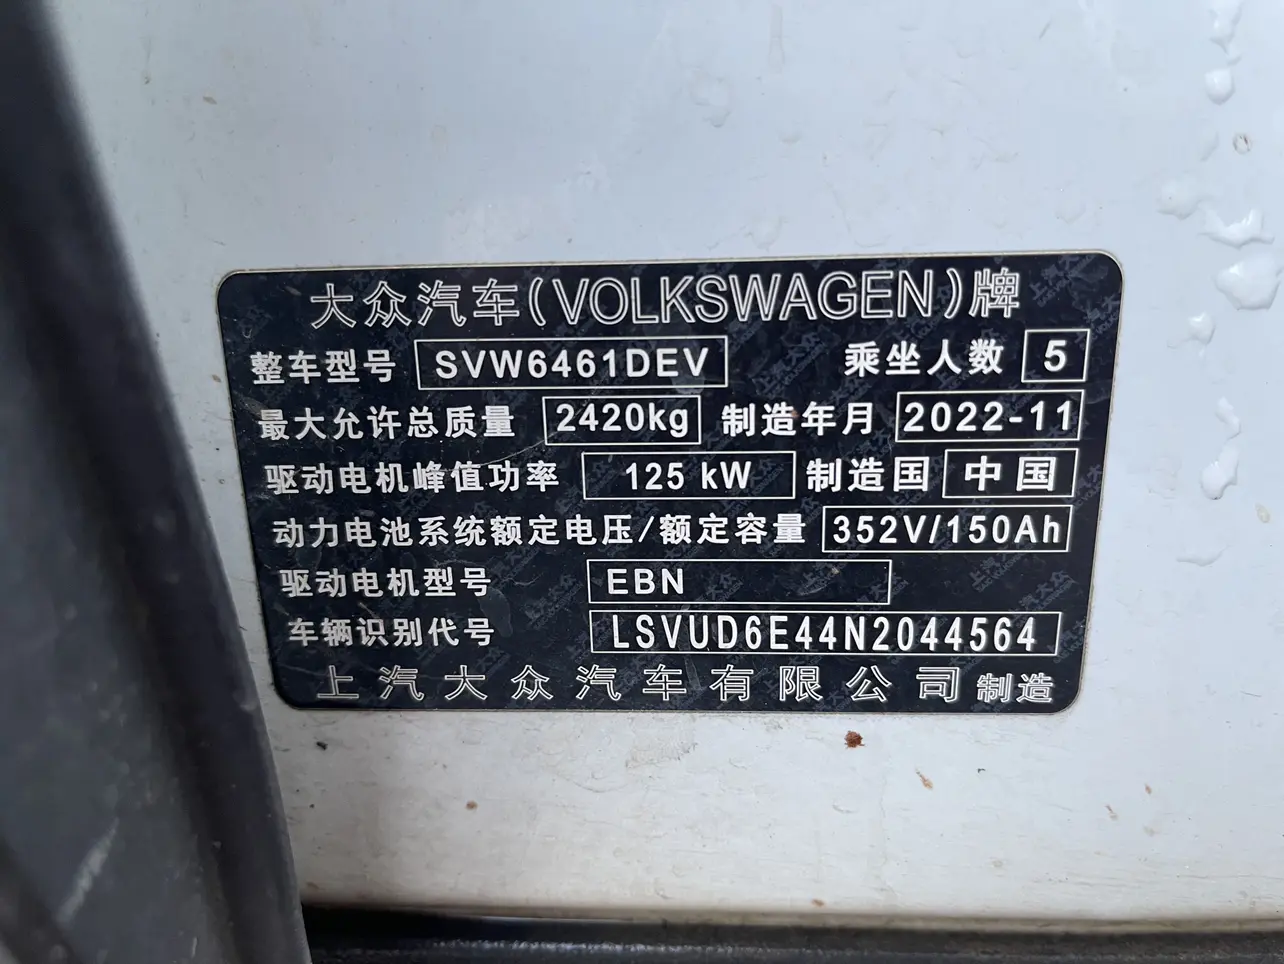 大众汽车(VOLKSWAGEN)牌
整车型号 SVW6461DEV 乘坐人数 5
最大允许总质量 2420kg 制造年月 2022-11
驱动电机峰值功率 125 kW 制造国 中国
动力电池系统额定电压/额定容量 352V/150Ah
驱动电机型号 EBN
车辆识别代号 LSVUD6E44N2044564
上汽大众汽车有限公司 制造